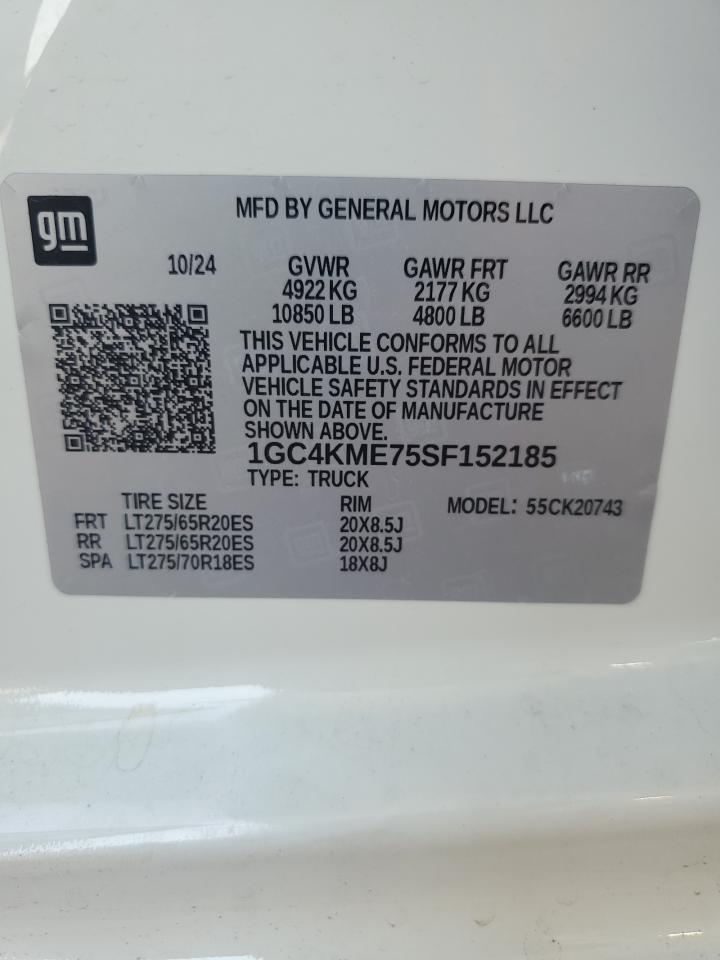 gm
MFD BY GENERAL MOTORS LLC
10/24 GVWR GAWR FRT GAWR RR
4922 KG 2177 KG 2994 KG
10850 LB 4800 LB 6600 LB
THIS VEHICLE CONFORMS TO ALL
APPLICABLE U.S. FEDERAL MOTOR
VEHICLE SAFETY STANDARDS IN EFFECT
ON THE DATE OF MANUFACTURE
SHOWN ABOVE.
1GC4KME75SF152185
TYPE: TRUCK
TIRE SIZE RIM MODEL: 55CK20743
FRT LT275/65R20ES 20X8.5J
RR LT275/65R20ES 20X8.5J
SPA LT275/70R18ES 18X8J